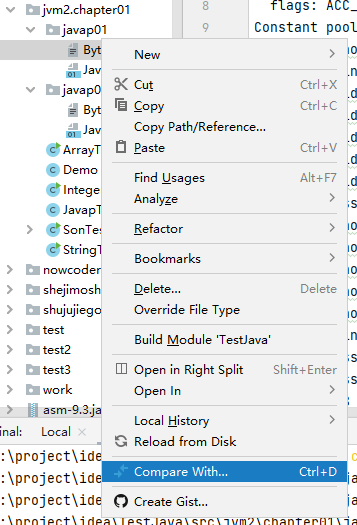 jvm2.chapter01
8
flags: ACC_
javap01
9
Constant pool
Byt
New
Jav
Cut Ctrl+X
javap0
Copy Ctrl+C
Byt
Copy Path/Reference...
Jav
Paste Ctrl+V
ArrayT
Demo
Find Usages Alt+F7
Intege
Analyze
JavapT
Refactor
SonTes
StringT
Bookmarks
nowcoder
Delete... Delete
shejimosh
Override File Type
shujujiego
test
Build Module 'TestJava'
test2
Open in Right Split Shift+Enter
test3
Open In
work
asm-9.3.ja
Local History
inal: Local
Reload from Disk
:\project\ide
Compare With... Ctrl+D
:\project\ide
:\project\ide
Create Gist...
:\project\idea\TestJava\src\jvm2\chapter01\j